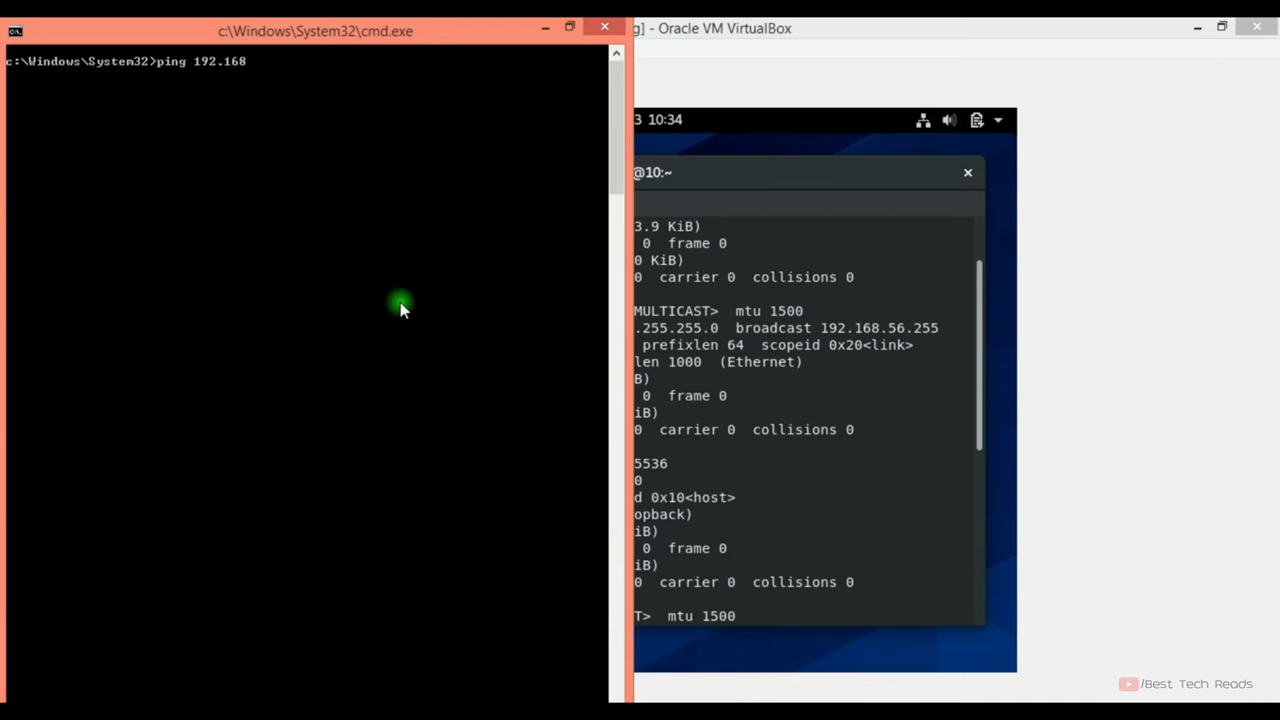 c:\Windows\System32\cmd.exe
g] - Oracle VM VirtualBox
c:\Windows\System32>ping 192.168
3 10:34
@10:~
3.9 KiB)
0 frame 0
0 KiB)
0 carrier 0 collisions 0
MULTICAST> mtu 1500
.255.255.0 broadcast 192.168.56.255
prefixlen 64 scopeid 0x20<link>
len 1000 (Ethernet)
B)
0 frame 0
iB)
0 carrier 0 collisions 0
5536
0
d 0x10<host>
opback)
iB)
0 frame 0
iB)
0 carrier 0 collisions 0
T> mtu 1500
/Best Tech Reads